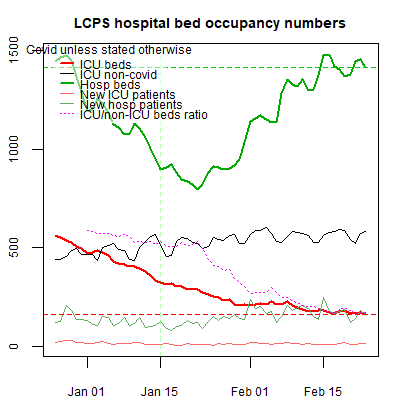 LCPS hospital bed occupancy numbers
Covid unless stated otherwise
ICU beds
ICU non-covid
Hosp beds
New ICU patients
New hosp patients
ICU/non-ICU beds ratio
1500
1000
500
0
Jan 01 Jan 15 Feb 01 Feb 15